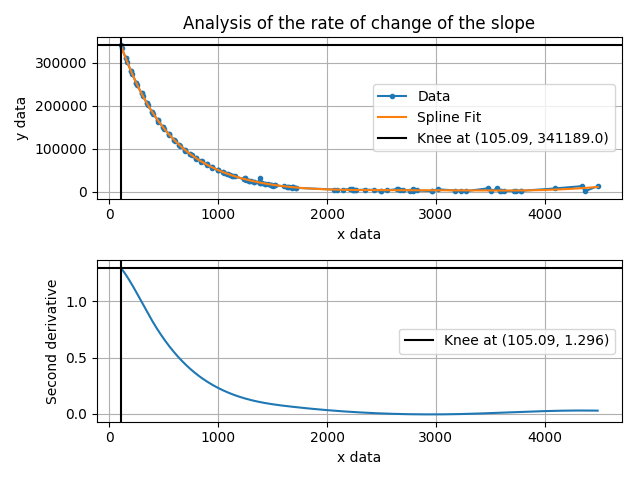 Analysis of the rate of change of the slope
300000
200000
100000
0
y data
Data
Spline Fit
Knee at (105.09, 341189.0)
0
1000
2000
3000
4000
x data
1.0
0.5
0.0
Second derivative
Knee at (105.09, 1.296)
0
1000
2000
3000
4000
x data